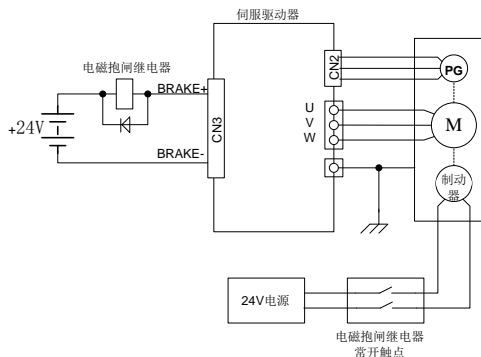 伺服驱动器
电磁抱闸继电器
BRAKE+
+24V
BRAKE-
CN3
CN2
PG
U
V
W
M
制动
器
24V电源
电磁抱闸继电器
常开触点